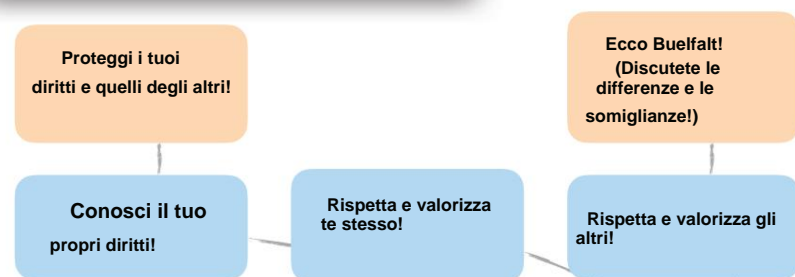 Proteggi i tuoi
diritti e quelli degli altri!
Ecco Buelfalt!
(Discutete le
differenze e le
somiglianze!)
Conosci il tuo
propri diritti!
Rispetta e valorizza
te stesso!
Rispetta e valorizza gli
altri!